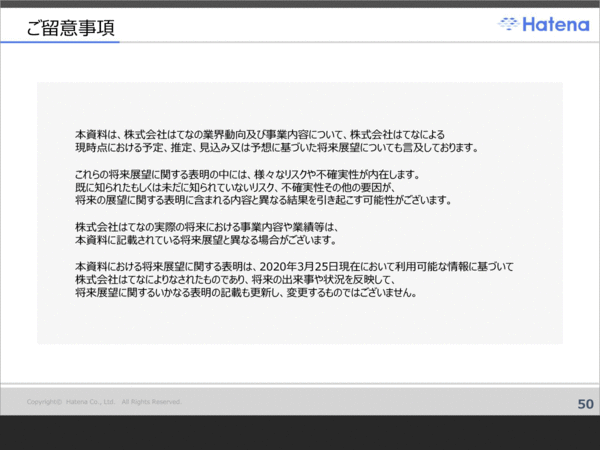 ご留意事項
Hatena
本資料は、株式会社はてなの業界動向及び事業内容について、株式会社はてなによる
現時点における予定、推定、見込み又は予想に基づいた将来展望についても言及しております。
これらの将来展望に関する表明の中には、様々なリスクや不確実性が内在します。
既に知られたもしくは未だに知られていないリスク、不確実性その他の要因が、
将来の展望に関する表明に含まれる内容と異なる結果を引き起こす可能性がございます。
株式会社はてなの実際の将来における事業内容や業績等は、
本資料に記載されている将来展望と異なる場合がございます。
本資料における将来展望に関する表明は、2020年3月25日現在において利用可能な情報に基づいて
株式会社はてなによりなされたものであり、将来の出来事や状況を反映して、
将来展望に関するいかなる表明の記載も更新し、変更するものではございません。
Copyright© Hatena Co., Ltd. All Rights Reserved.
50